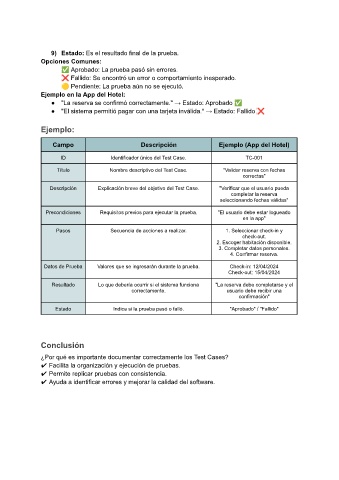 9) Estado: Es el resultado final de la prueba.
Opciones Comunes:
✅ Aprobado: La prueba pasó sin errores.
❌ Fallido: Se encontró un error o comportamiento inesperado.
🟡 Pendiente: La prueba aún no se ejecutó.
Ejemplo en la App del Hotel:
● "La reserva se confirmó correctamente." → Estado: Aprobado ✅
● "El sistema permitió pagar con una tarjeta inválida." → Estado: Fallido ❌
Ejemplo:
Campo Descripción Ejemplo (App del Hotel)
ID Identificador único del Test Case. TC-001
Título Nombre descriptivo del Test Case. "Validar reserva con fechas
correctas"
Descripción Explicación breve del objetivo del Test Case. "Verificar que el usuario pueda
completar la reserva
seleccionando fechas válidas"
Precondiciones Requisitos previos para ejecutar la prueba. "El usuario debe estar logueado
en la app"
Pasos Secuencia de acciones a realizar. 1. Seleccionar check-in y
check-out.
2. Escoger habitación disponible.
3. Completar datos personales.
4. Confirmar reserva.
Datos de Prueba Valores que se ingresarán durante la prueba. Check-in: 12/04/2024
Check-out: 15/04/2024
Resultado Lo que debería ocurrir si el sistema funciona
correctamente. "La reserva debe completarse y el
usuario debe recibir una
confirmación"
Estado Indica si la prueba pasó o falló. "Aprobado" / "Fallido"
Conclusión
¿Por qué es importante documentar correctamente los Test Cases?
✔ Facilita la organización y ejecución de pruebas.
✔ Permite replicar pruebas con consistencia.
✔ Ayuda a identificar errores y mejorar la calidad del software.